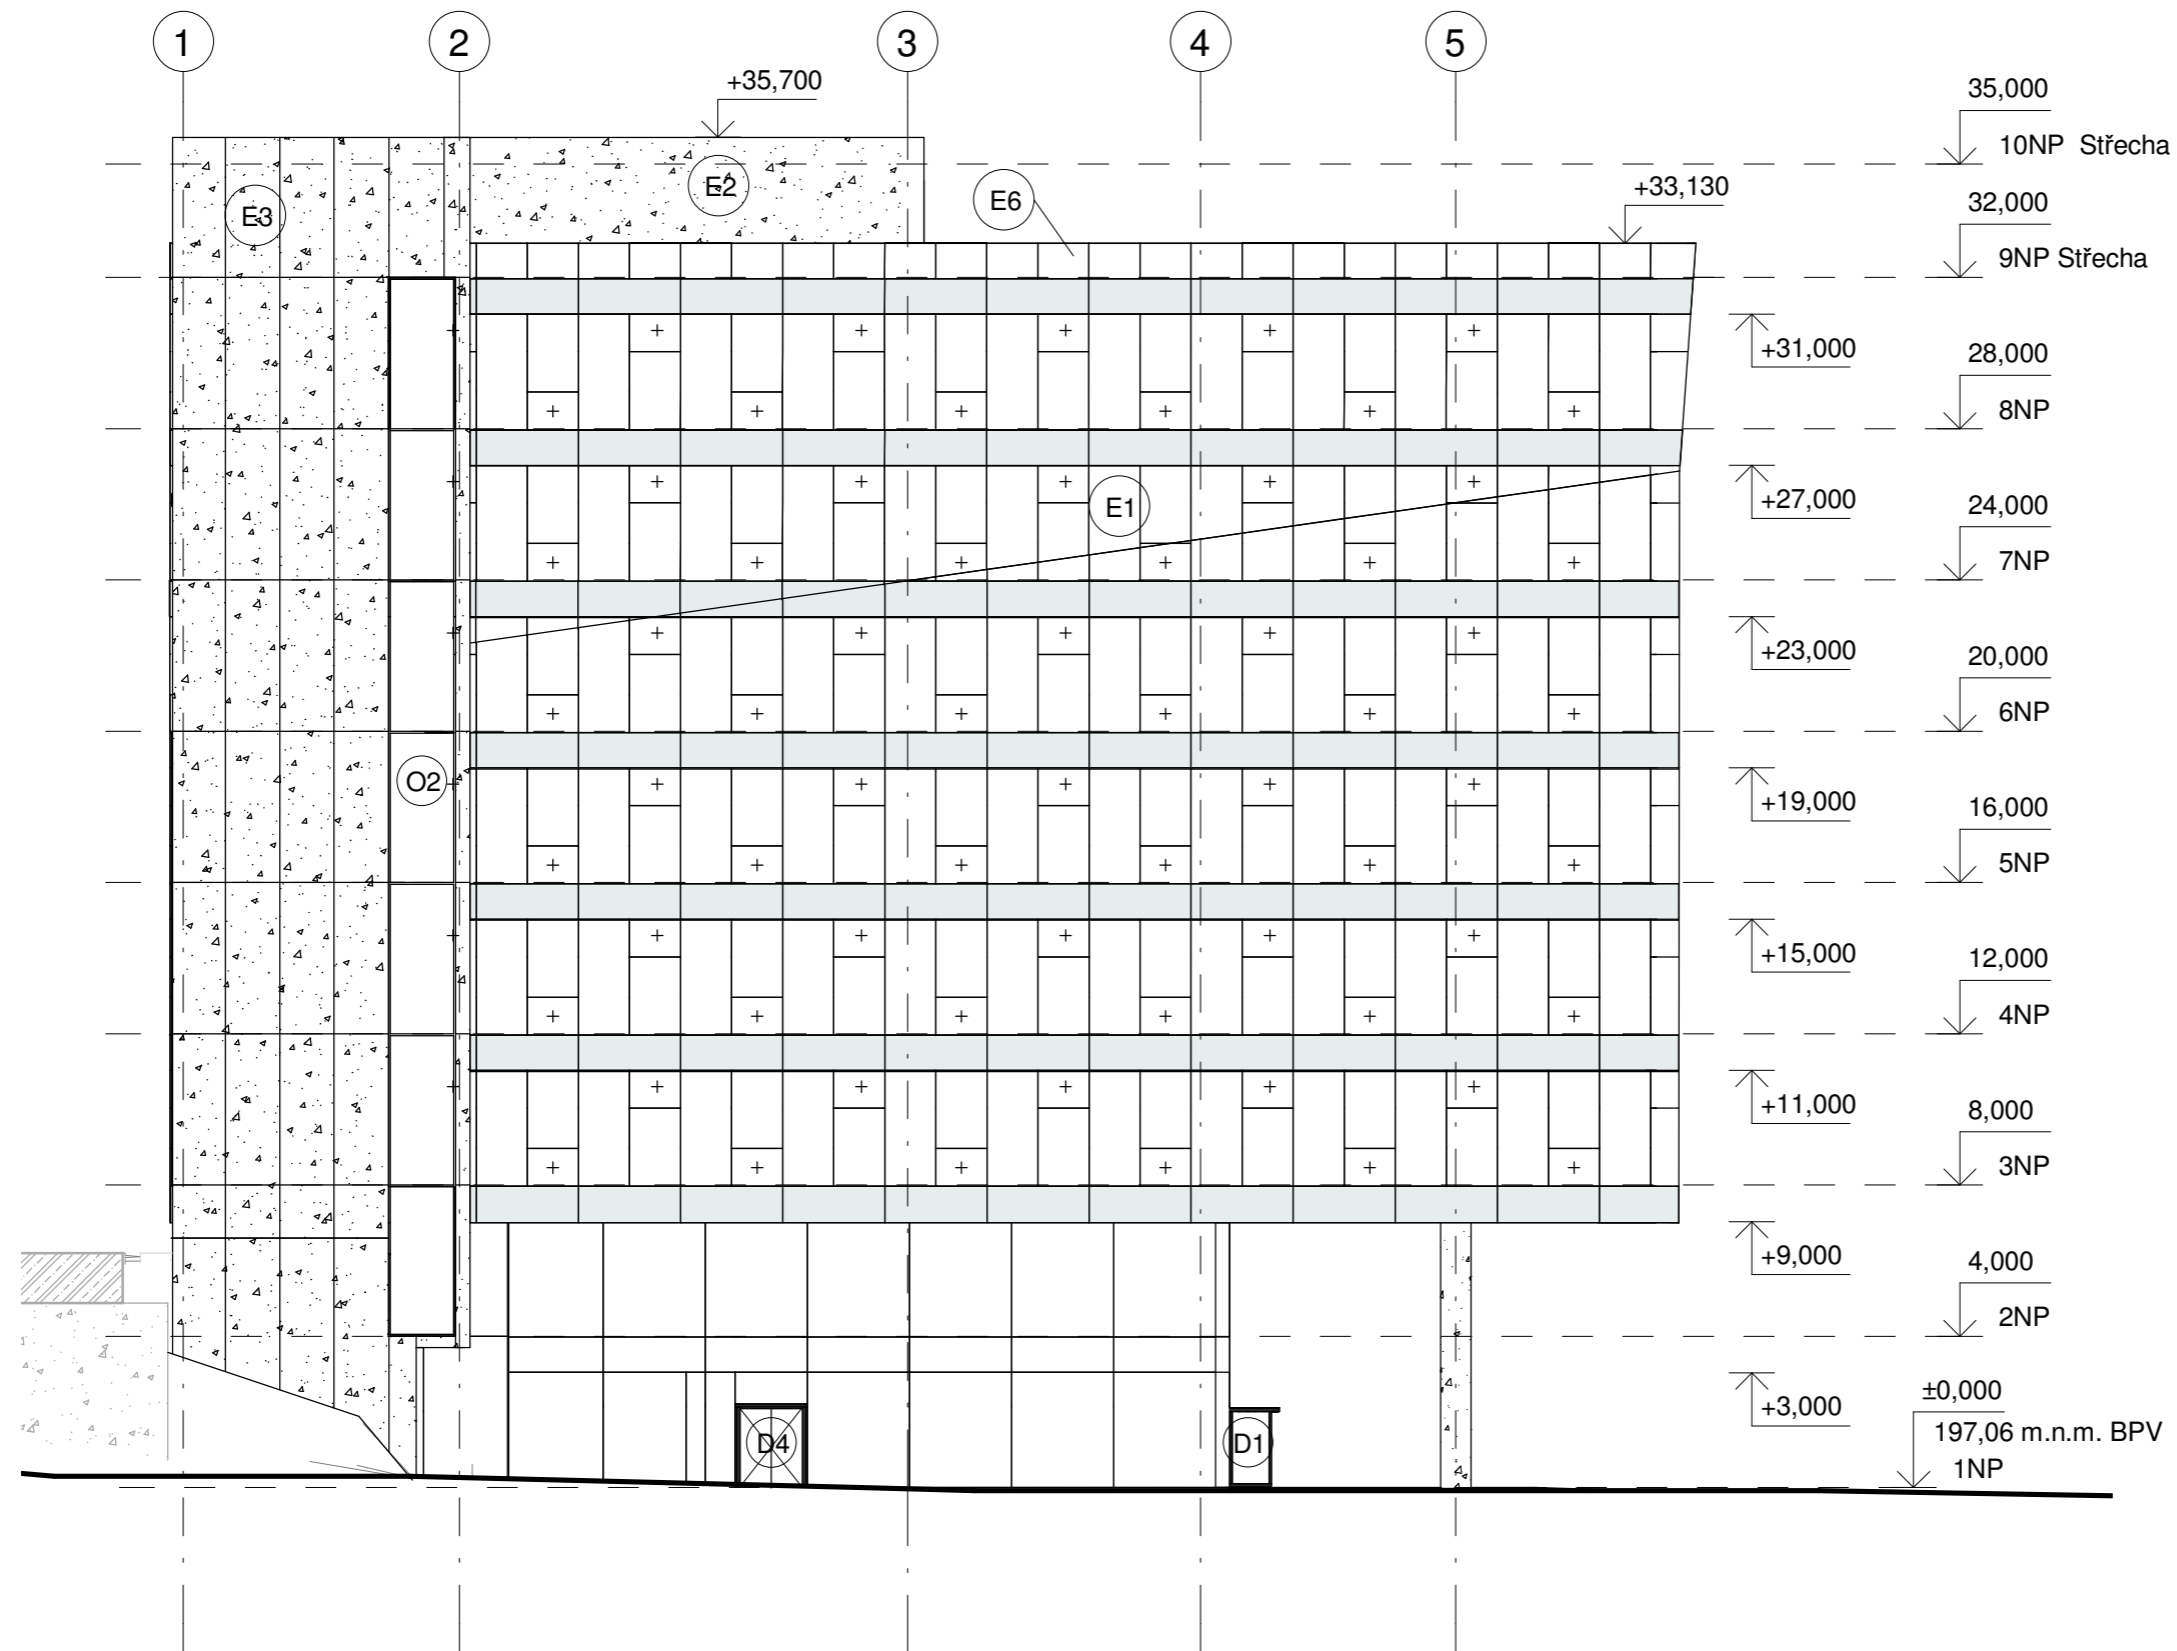 1
2
3
4
5
+35,700
35,000
10NP Střecha
E2
E3
E6
+33,130
32,000
9NP Střecha
+31,000
28,000
8NP
E1
+27,000
24,000
7NP
+23,000
20,000
6NP
O2
+19,000
16,000
5NP
+15,000
12,000
4NP
+11,000
8,000
3NP
+9,000
4,000
2NP
+3,000
±0,000
197,06 m.n.m. BPV
1NP
D4
D1